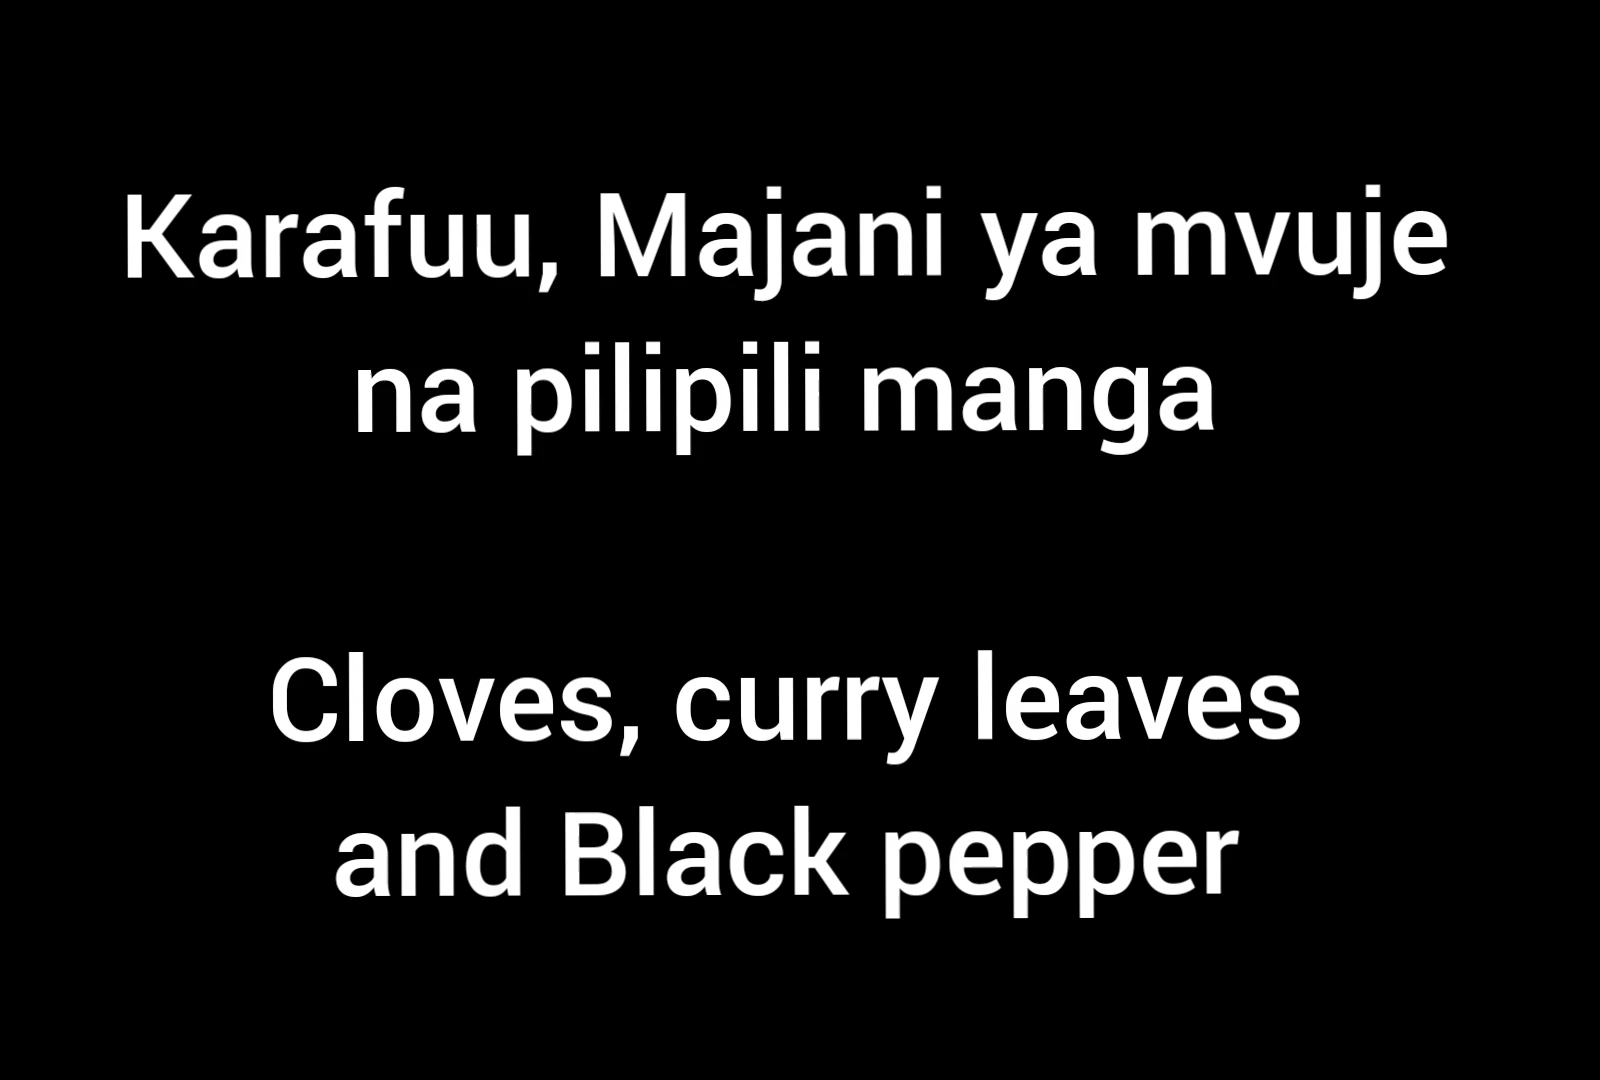 Karafuu, Majani ya mvuje
na pilipili manga
Cloves, curry leaves
and Black pepper